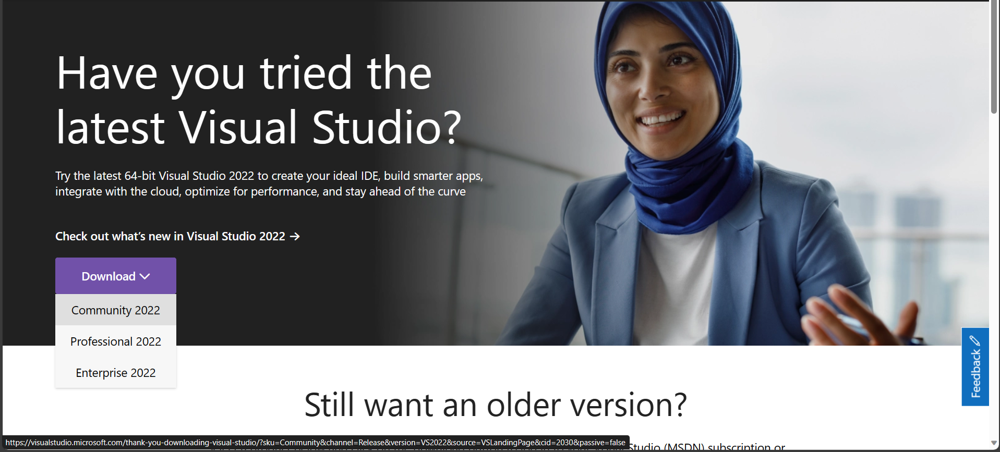 Have you tried the
latest Visual Studio?
Try the latest 64-bit Visual Studio 2022 to create your ideal IDE, build smarter apps,
integrate with the cloud, optimize for performance, and stay ahead of the curve
Check out what’s new in Visual Studio 2022 →
Download
Community 2022
Professional 2022
Enterprise 2022
Feedback
Still want an older version?
https://visualstudio.microsoft.com/thank-you-downloading-visual-studio/?sku=Community&channel=Release&version=VS2022&source=VSLandingPage&cid=2030&passive=false
Studio (MSDN) subscription or